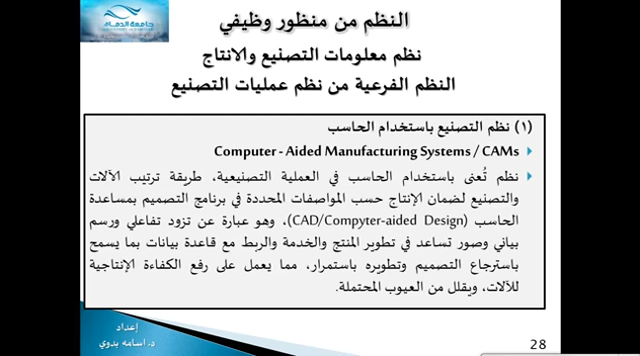 جامعة الدمام
النظم من منظور وظيفي
نظم معلومات التصنيع والانتاج
النظم الفرعية من نظم عمليات التصنيع
(١) نظم التصنيع باستخدام الحاسب
Computer - Aided Manufacturing Systems / CAMs
نظم تُعنى باستخدام الحاسب في العملية التصنيعية، طريقة ترتيب الآلات
والتصنيع لضمان الإنتاج حسب المواصفات المحددة في برنامج التصميم بمساعدة
الحاسب (CAD/Compyter-aided Design)، وهو عبارة عن تزود تفاعلي ورسم
بياني وصور تساعد في تطوير المنتج والخدمة والربط مع قاعدة بيانات بما يسمح
باسترجاع التصميم وتطويره باستمرار، مما يعمل على رفع الكفاءة الإنتاجية
للآلات، ويقلل من العيوب المحتملة.
إعداد
د. اسامه بدوي
28